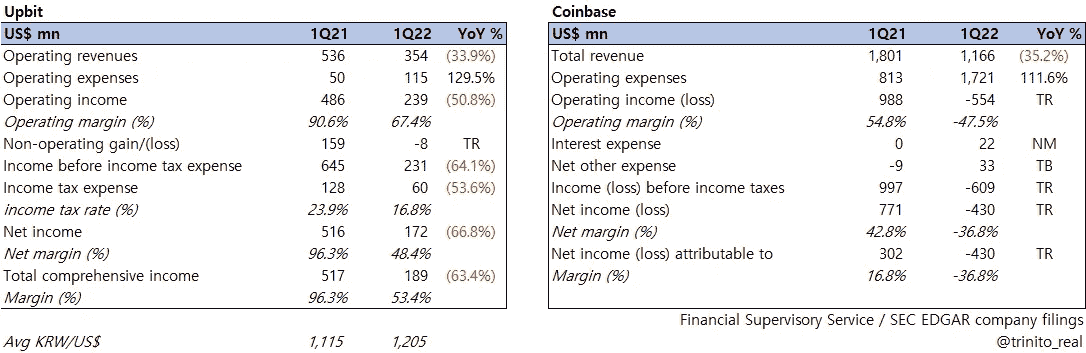 Upbit
US$ mn 1Q21 1Q22 YoY %
Operating revenues 536 354 (33.9%)
Operating expenses 50 115 129.5%
Operating income 486 239 (50.8%)
Operating margin (%) 90.6% 67.4%
Non-operating gain/(loss) 159 -8 TR
Income before income tax expense 645 231 (64.1%)
Income tax expense 128 60 (53.6%)
income tax rate (%) 23.9% 16.8%
Net income 516 172 (66.8%)
Net margin (%) 96.3% 48.4%
Total comprehensive income 517 189 (63.4%)
Margin (%) 96.3% 53.4%
Avg KRW/US$ 1,115 1,205
Coinbase
US$ mn 1Q21 1Q22 YoY %
Total revenue 1,801 1,166 (35.2%)
Operating expenses 813 1,721 111.6%
Operating income (loss) 988 -554 TR
Operating margin (%) 54.8% -47.5%
Interest expense 0 22 NM
Net other expense -9 33 TB
Income (loss) before income taxes 997 -609 TR
Net income (loss) 771 -430 TR
Net margin (%) 42.8% -36.8%
Net income (loss) attributable to 302 -430 TR
Margin (%) 16.8% -36.8%
Financial Supervisory Service / SEC EDGAR company filings
@trinito_real